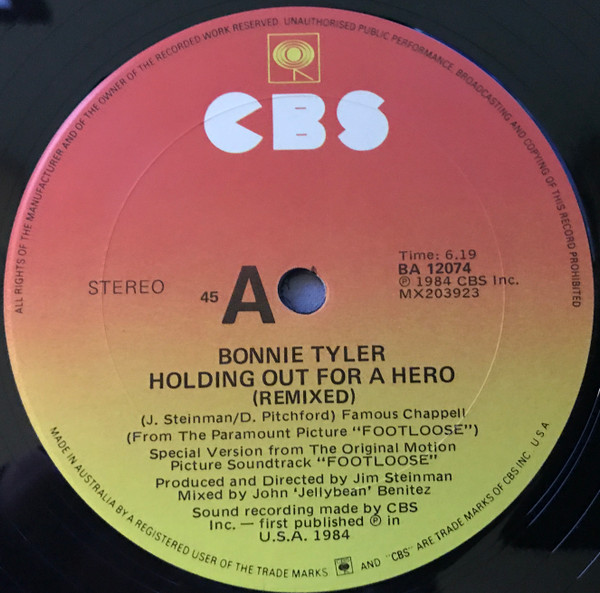 ALL RIGHTS OF THE MANUFACTURER AND OF THE OWNER OF THE RECORDED WORK RESERVED. UNAUTHORISED PUBLIC PERFORMANCE, BROADCASTING AND COPYING OF THIS RECORD PROHIBITED
CBS
STEREO
45 A
Time: 6.19
BA 12074
℗ 1984 CBS Inc.
MX203923
BONNIE TYLER
HOLDING OUT FOR A HERO
(REMIXED)
(J. Steinman/D. Pitchford) Famous Chappell
(From The Paramount Picture "FOOTLOOSE")
Special Version from The Original Motion
Picture Soundtrack "FOOTLOOSE"
Produced and Directed by Jim Steinman
Mixed by John 'Jellybean' Benitez
Sound recording made by CBS
Inc. — first published ℗ in
U.S.A. 1984
MADE IN AUSTRALIA BY A REGISTERED USER OF THE TRADE MARKS AND "CBS" ARE TRADE MARKS OF CBS INC U S A